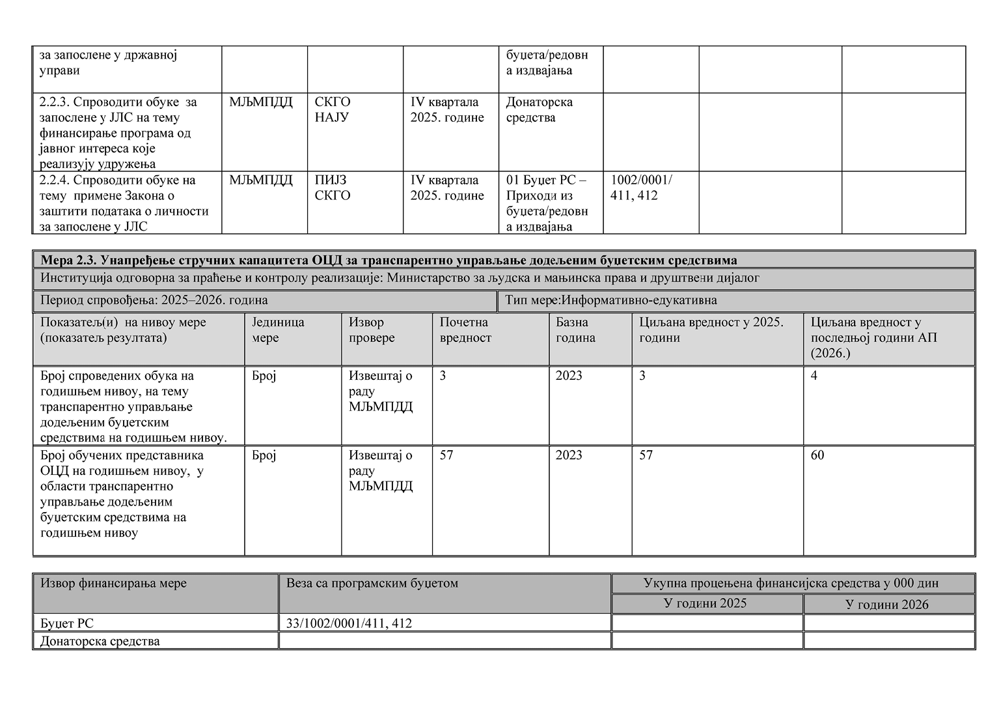 за запослене у државној
управи
буџета/редовн
а издвајања
2.2.3. Спроводити обуке за
запослене у ЈЛС на тему
финансирање програма од
јавног интереса које
реализују удружења
МЉМПДД
СКГО
НАЈУ
IV квартала
2025. године
Донаторска
средства
2.2.4. Спроводити обуке на
тему примене Закона о
заштити података о личности
за запослене у ЈЛС
МЉМПДД
ПИЈЗ
СКГО
IV квартала
2025. године
01 Буџет РС –
Приходи из
буџета/редовн
а издвајања
1002/0001/
411, 412
Мера 2.3. Унапређење стручних капацитета ОЦД за транспарентно управљање додељеним буџетским средствима
Институција одговорна за праћење и контролу реализације: Министарство за људска и мањинска права и друштвени дијалог
Период спровођења: 2025–2026. година
Тип мере:Информативно-едукативна
Показатељ(и) на нивоу мере
(показатељ резултата)
Јединица
мере
Извор
провере
Почетна
вредност
Базна
година
Циљана вредност у 2025.
години
Циљана вредност у
последњој години АП
(2026.)
Број спроведених обука на
годишњем нивоу, на тему
транспарентно управљање
додељеним буџетским
средствима на годишњем нивоу.
Број
Извештај о
раду
МЉМПДД
3
2023
3
4
Број обучених представника
ОЦД на годишњем нивоу, у
области транспарентно
управљање додељеним
буџетским средствима на
годишњем нивоу
Број
Извештај о
раду
МЉМПДД
57
2023
57
60
Извор финансирања мере
Веза са програмским буџетом
Укупна процењена финансијска средства у 000 дин
У години 2025
У години 2026
Буџет РС
33/1002/0001/411, 412
Донаторска средства